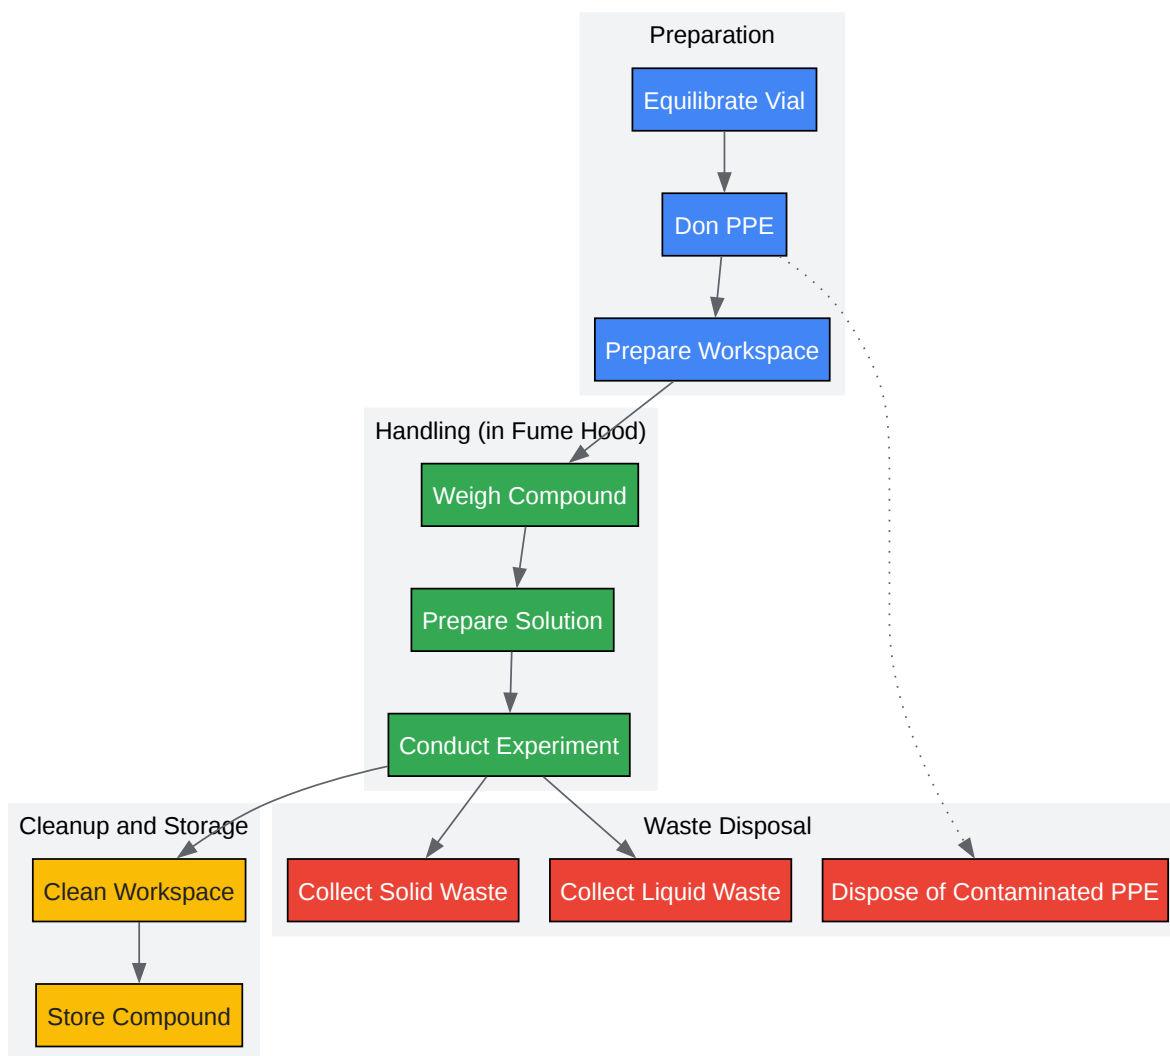 Preparation
Equilibrate Vial
Don PPE
Prepare Workspace
Handling (in Fume Hood)
Weigh Compound
Prepare Solution
Conduct Experiment
Cleanup and Storage
Clean Workspace
Store Compound
Waste Disposal
Collect Solid Waste
Collect Liquid Waste
Dispose of Contaminated PPE